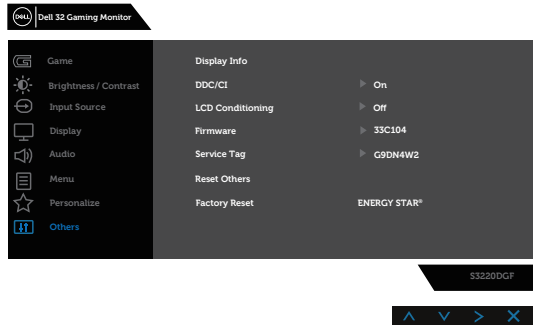 DELL Dell 32 Gaming Monitor
Game
Brightness / Contrast
Input Source
Display
Audio
Menu
Personalize
Others
Display Info
DDC/CI On
LCD Conditioning Off
Firmware 33C104
Service Tag G9DN4W2
Reset Others
Factory Reset ENERGY STAR®
S3220DGF